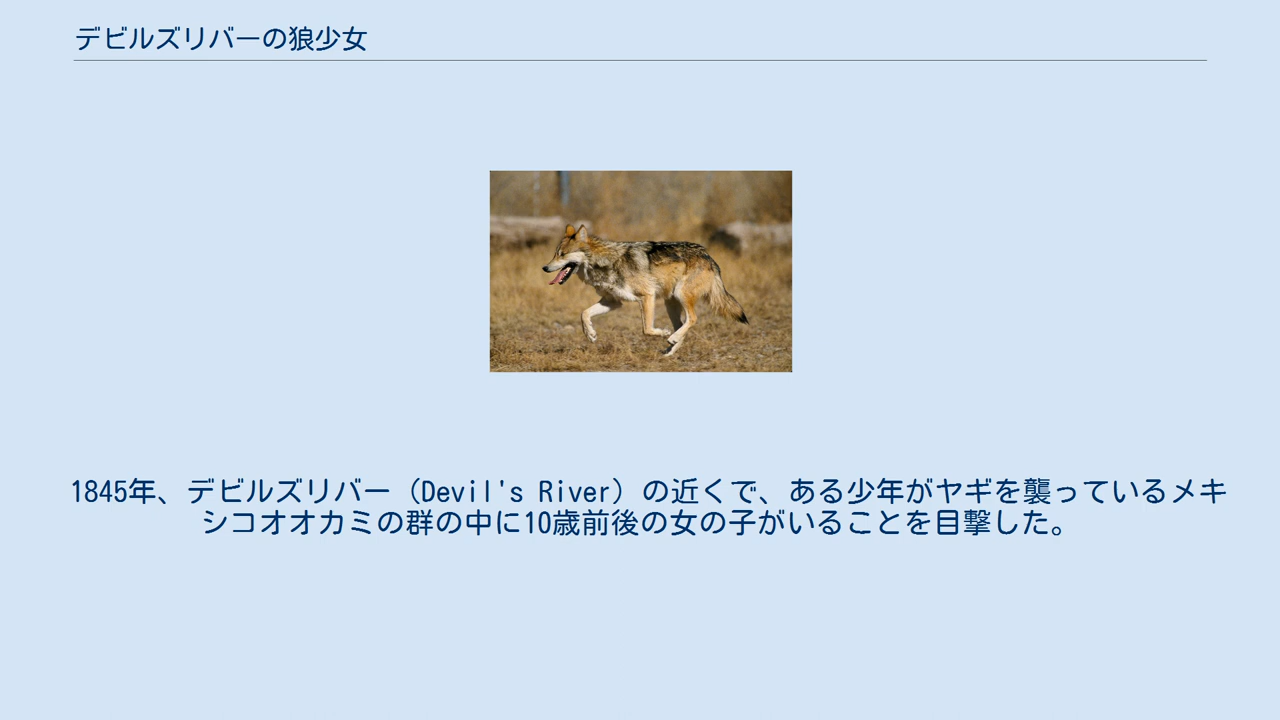 デビルズリバーの狼少女
1845年、デビルズリバー（Devil's River）の近くで、ある少年がヤギを襲っているメキ
シコオオカミの群の中に10歳前後の女の子がいることを目撃した。